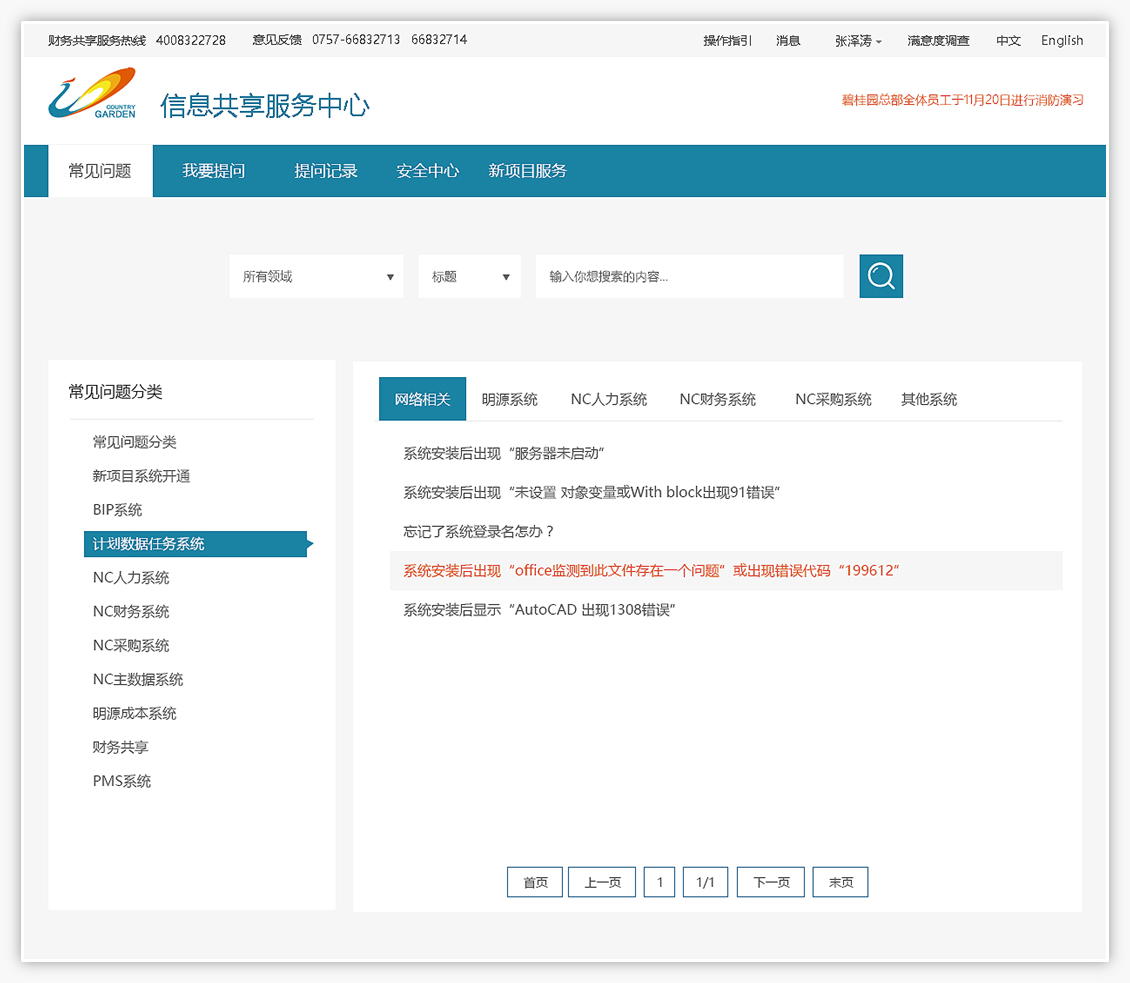 财务共享服务热线 4008322728 意见反馈 0757-66832713 66832714 操作指引 消息 张泽涛 满意度调查 中文 English
COUNTRY
GARDEN
信息共享服务中心
碧桂园总部全体员工于11月20日进行消防演习
常见问题 我要提问 提问记录 安全中心 新项目服务
所有领域 标题 输入你想搜索的内容...
常见问题分类
常见问题分类
新项目系统开通
BIP系统
计划数据任务系统
NC人力系统
NC财务系统
NC采购系统
NC主数据系统
明源成本系统
财务共享
PMS系统
网络相关 明源系统 NC人力系统 NC财务系统 NC采购系统 其他系统
系统安装后出现“服务器未启动”
系统安装后出现“未设置 对象变量或With block出现91错误”
忘记了系统登录名怎办？
系统安装后出现“office监测到此文件存在一个问题”或出现错误代码“199612”
系统安装后显示“AutoCAD 出现1308错误”
首页 上一页 1 1/1 下一页 末页